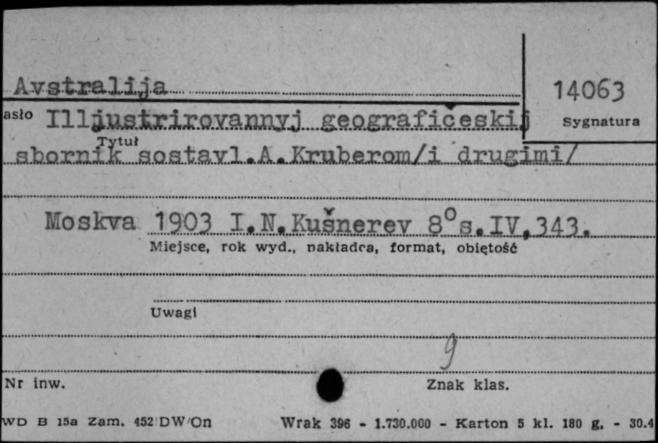 Avstralija
14063
asło
Illjustrirovannyj geografičeskij
Sygnatura
Tytuł
sbornik sostavl.A.Kruberom/i drugimi/
Moskva 1903 I.N.Kušnerev 8° s.IV,343.
Miejsce, rok wyd., nakładca, format, objętość
Uwagi
9
Nr inw.
Znak klas.
WD B 15a Zam. 452 DW/On Wrak 396 - 1.730.000 - Karton 5 kl. 180 g. - 30.4